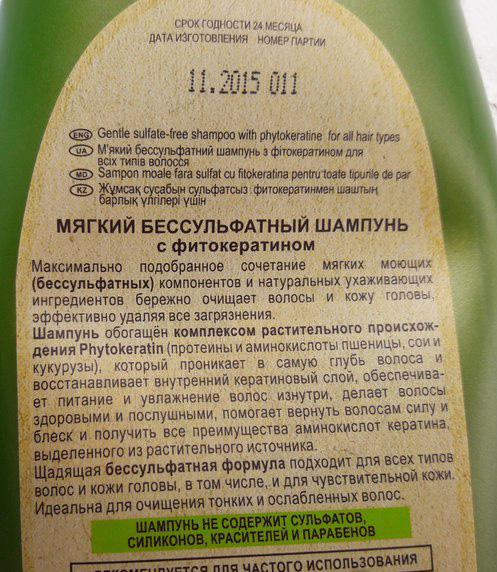 СРОК ГОДНОСТИ 24 МЕСЯЦА
ДАТА ИЗГОТОВЛЕНИЯ НОМЕР ПАРТИИ
11.2015 011
ENG Gentle sulfate-free shampoo with phytokeratine for all hair types
UA М'який бессульфатний шампунь з фітокератином для
всіх типів волосся
MD Sampon moale fara sulfat cu fitokeratina pentru toate tipurile de par
KZ Жұмсақ сусабын сульфатсыз фитокератинмен шаштың
барлық үлгілері үшін
МЯГКИЙ БЕССУЛЬФАТНЫЙ ШАМПУНЬ
с фитокератином
Максимально подобранное сочетание мягких моющих
(бессульфатных) компонентов и натуральных ухаживающих
ингредиентов бережно очищает волосы и кожу головы,
эффективно удаляя все загрязнения.
Шампунь обогащён комплексом растительного происхож-
дения Phytokeratin (протеины и аминокислоты пшеницы, сои и
кукурузы), который проникает в самую глубь волоса и
восстанавливает внутренний кератиновый слой, обеспечива-
ет питание и увлажнение волос изнутри, делает волосы
здоровыми и послушными, помогает вернуть волосам силу и
блеск и получить все преимущества аминокислот кератина,
выделенного из растительного источника.
Щадящая бессульфатная формула подходит для всех типов
волос и кожи головы, в том числе, и для чувствительной кожи.
Идеальна для очищения тонких и ослабленных волос.
ШАМПУНЬ НЕ СОДЕРЖИТ СУЛЬФАТОВ,
СИЛИКОНОВ, КРАСИТЕЛЕЙ И ПАРАБЕНОВ
РЕКОМЕНДУЕТСЯ ДЛЯ ЧАСТОГО ИСПОЛЬЗОВАНИЯ